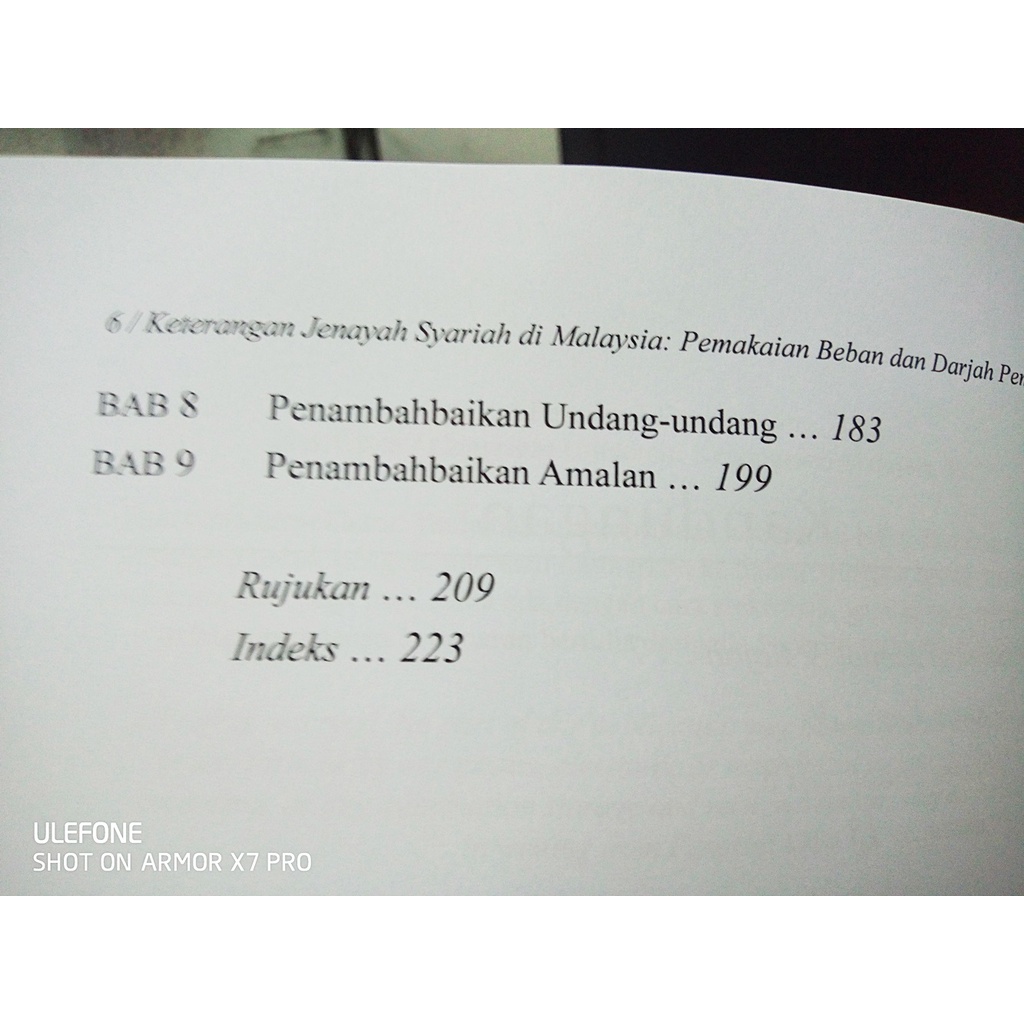 6 // Keterangan Jenayah Syariah di Malaysia: Pemakaian Beban dan Darjah
BAB 8 Penambahbaikan Undang-undang ... 183
BAB 9 Penambahbaikan Amalan ... 199
Rujukan ... 209
Indeks ... 223
ULEFONE
SHOT ON ARMOR X7 PRO